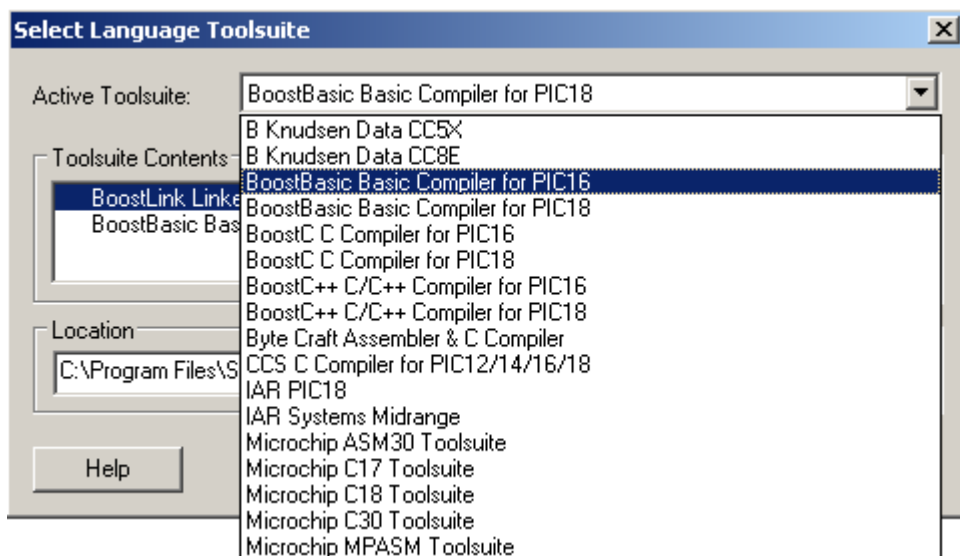 Select Language Toolsuite
Active Toolsuite:
BoostBasic Basic Compiler for PIC18
B Knudsen Data CC5X
B Knudsen Data CC8E
BoostBasic Basic Compiler for PIC16
BoostBasic Basic Compiler for PIC18
BoostC C Compiler for PIC16
BoostC C Compiler for PIC18
BoostC++ C/C++ Compiler for PIC16
BoostC++ C/C++ Compiler for PIC18
Byte Craft Assembler & C Compiler
CCS C Compiler for PIC12/14/16/18
IAR PIC18
IAR Systems Midrange
Microchip ASM30 Toolsuite
Microchip C17 Toolsuite
Microchip C18 Toolsuite
Microchip C30 Toolsuite
Microchip MPASM Toolsuite
Toolsuite Contents
BoostLink Linke
BoostBasic Bas
Location
C:\Program Files\S
Help